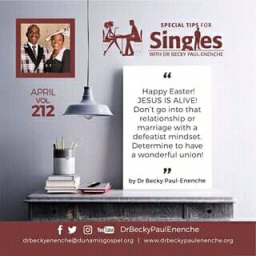 SPECIAL TIPS FOR
Singles
WITH DR BECKY PAUL-ENENCHE
APRIL
VOL
212
“
Happy Easter!
JESUS IS ALIVE!
Don't go into that
relationship or
marriage with a
defeatist mindset.
Determine to have
a wonderful union!
”
by Dr Becky Paul-Enenche
f You Tube DrBeckyPaulEnenche
drbeckyenenche@dunamisgospel.org | www.drbeckypaulenenche.org